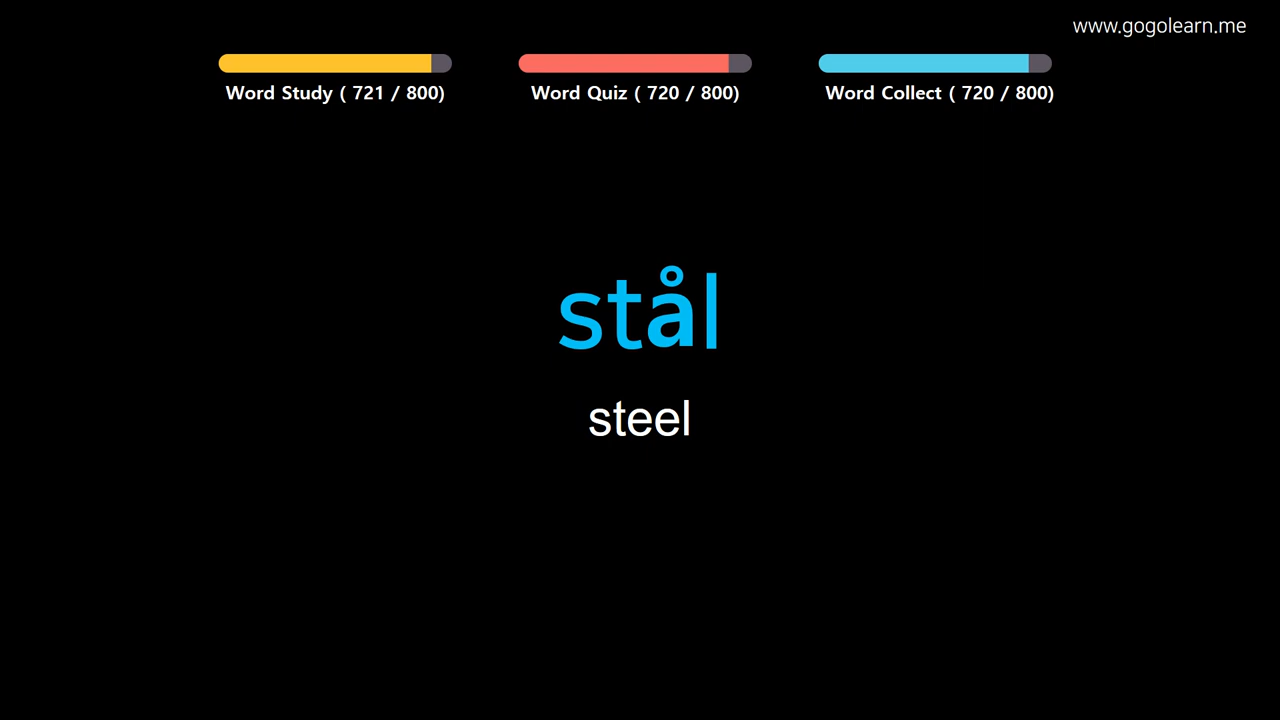 www.gogolearn.me
Word Study ( 721 / 800)
Word Quiz ( 720 / 800)
Word Collect ( 720 / 800)
stål
steel